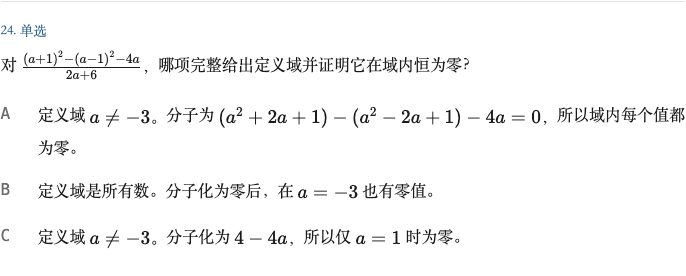 24. 单选
对 \frac{(a+1)^2-(a-1)^2-4a}{2a+6}，哪项完整给出定义域并证明它在域内恒为零?
A 定义域 a ≠ −3。分子为 (a² + 2a + 1) − (a² − 2a + 1) − 4a = 0，所以域内每个值都
为零。
B 定义域是所有数。分子化为零后，在 a = −3 也有零值。
C 定义域 a ≠ −3。分子化为 4 − 4a，所以仅 a = 1 时为零。